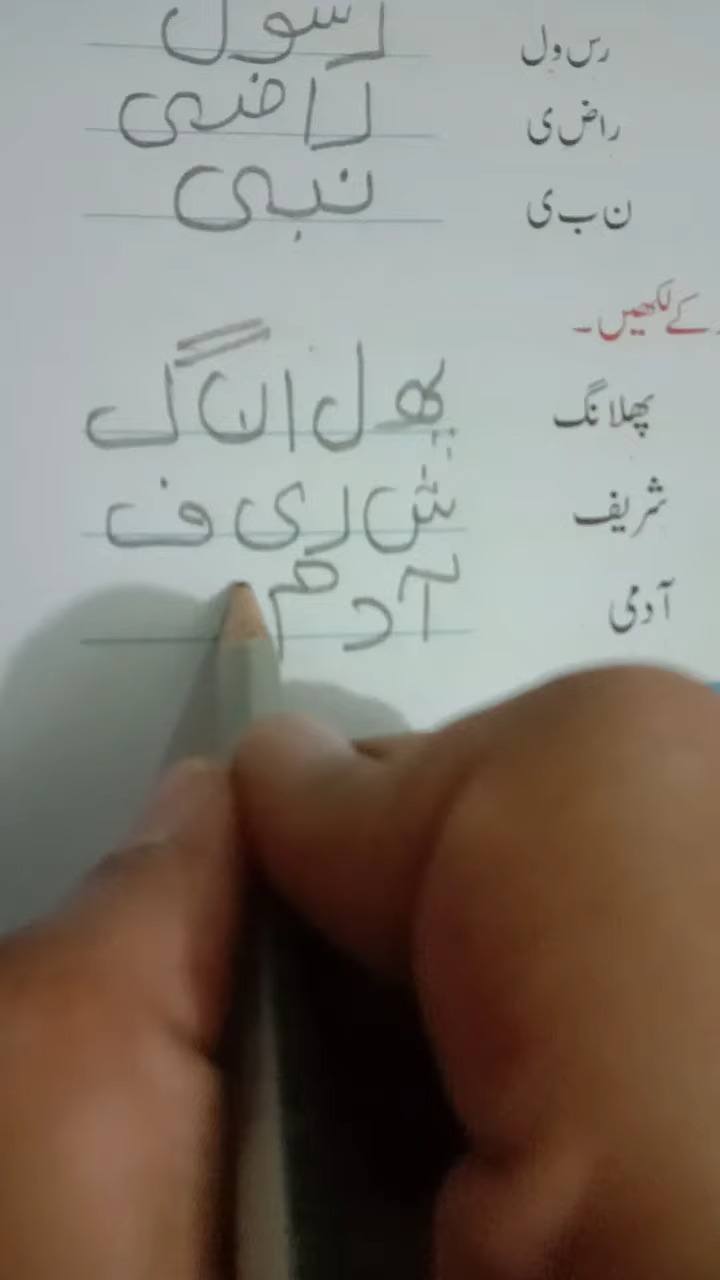 رس ول رسول
راض ی راضی
ن ب ی نبی
کے لکھیں۔
پھلانگ پھ ل ا ن گ
شریف ش ر ی ف
آدمی آ د م